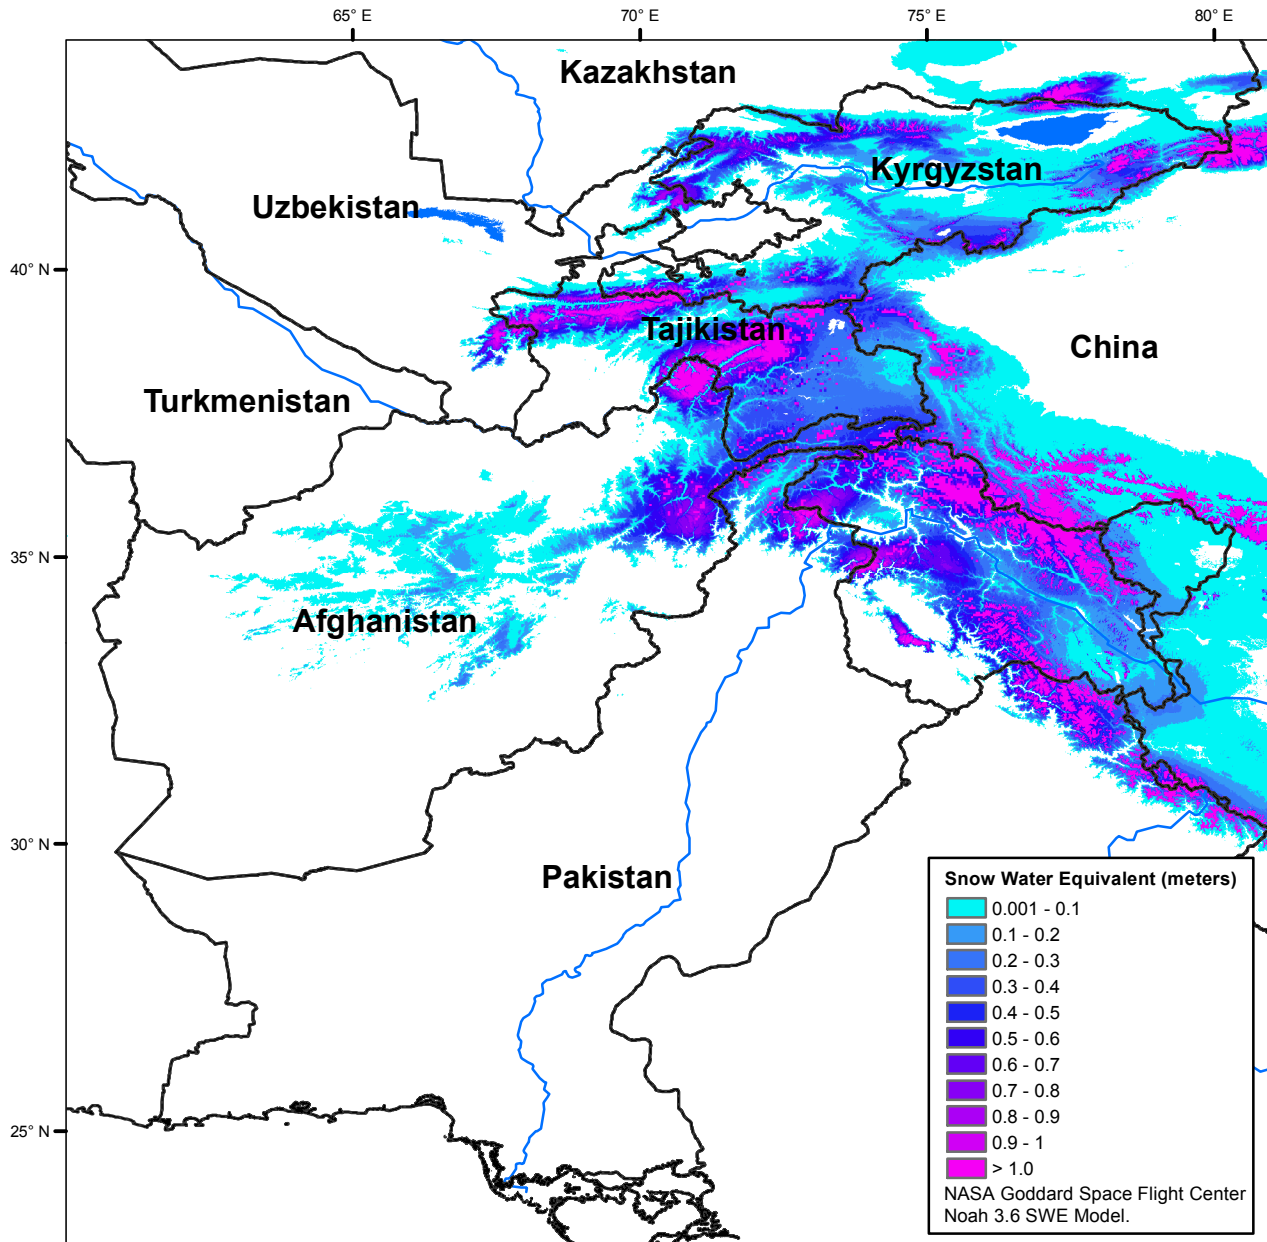 65° E
70° E
75° E
80° E
Kazakhstan
Kyrgyzstan
Uzbekistan
40° N
Tajikistan
China
Turkmenistan
35° N
Afghanistan
30° N
Pakistan
25° N
Snow Water Equivalent (meters)
0.001 - 0.1
0.1 - 0.2
0.2 - 0.3
0.3 - 0.4
0.4 - 0.5
0.5 - 0.6
0.6 - 0.7
0.7 - 0.8
0.8 - 0.9
0.9 - 1
> 1.0
NASA Goddard Space Flight Center
Noah 3.6 SWE Model.